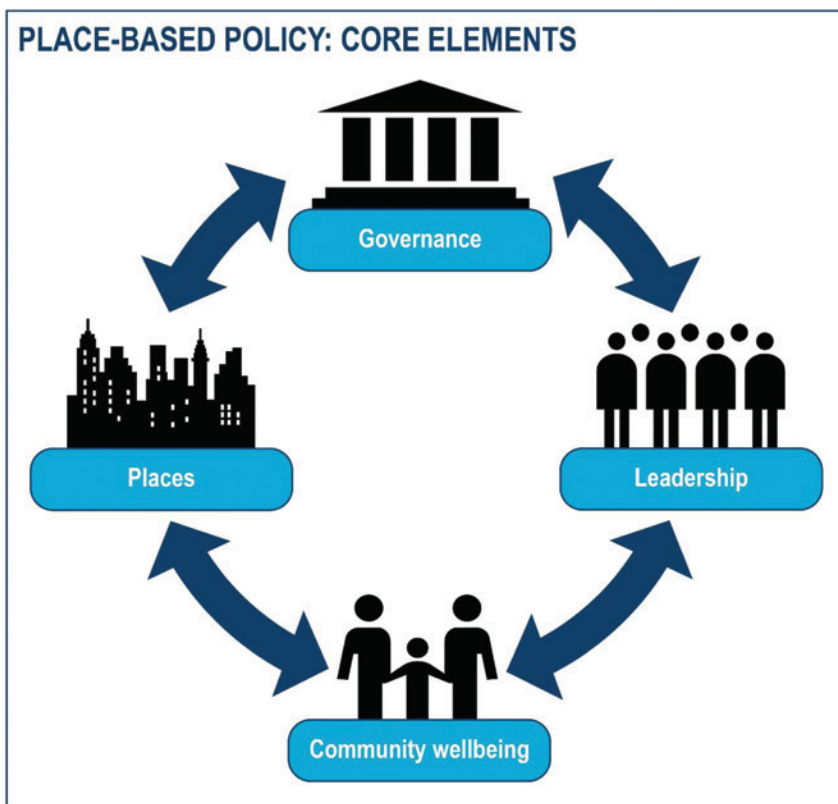 PLACE-BASED POLICY: CORE ELEMENTS
Governance
Places
Leadership
Community wellbeing